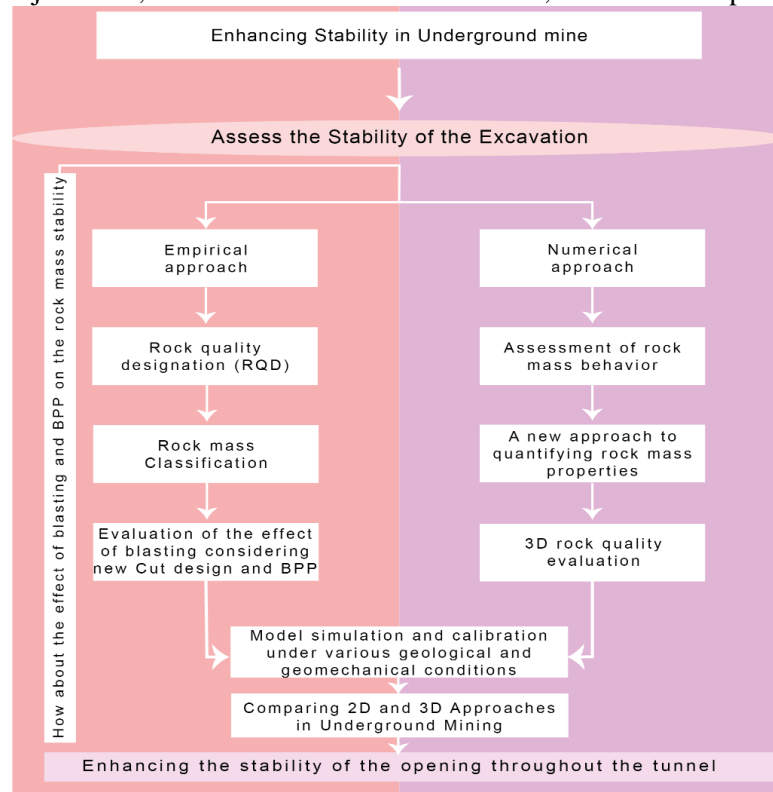 Enhancing Stability in Underground mine
Assess the Stability of the Excavation
How about the effect of blasting and BPP on the rock mass stability
Empirical
approach
Numerical
approach
Rock quality
designation (RQD)
Assessment of rock
mass behavior
Rock mass
Classification
A new approach to
quantifying rock mass
properties
Evaluation of the effect
of blasting considering
new Cut design and BPP
3D rock quality
evaluation
Model simulation and calibration
under various geological and
geomechanical conditions
Comparing 2D and 3D Approaches
in Underground Mining
Enhancing the stability of the opening throughout the tunnel